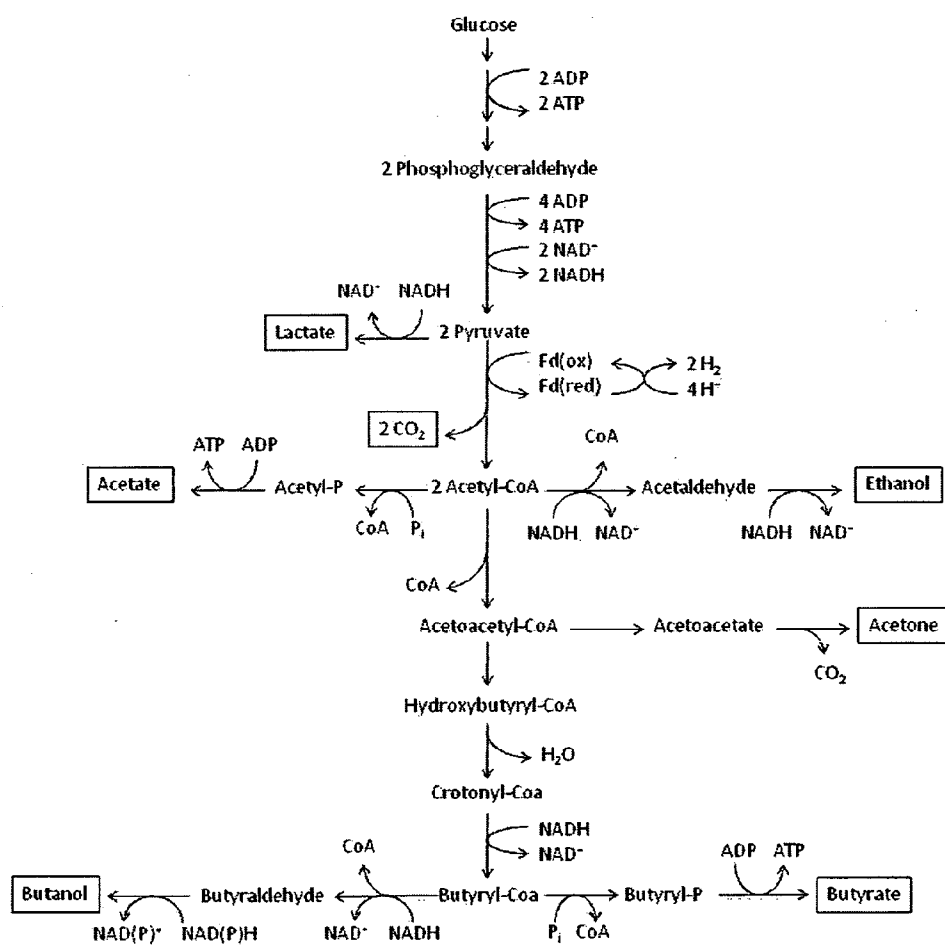 Glucose
2 ADP
2 ATP
2 Phosphoglyceraldehyde
4 ADP
4 ATP
2 NAD⁺
2 NADH
NAD⁺ NADH
Lactate
2 Pyruvate
Fd(ox)
2H₂
Fd(red)
4H⁺
2 CO₂
CoA
ATP ADP
Acetate
Acetyl-P
2 Acetyl-CoA
Acetaldehyde
Ethanol
CoA Pᵢ
NADH NAD⁺
NADH NAD⁺
CoA
Acetoacetyl-CoA
Acetoacetate
Acetone
CO₂
Hydroxybutyryl-CoA
H₂O
Crotonyl-Coa
NADH
NAD⁺
CoA
ADP ATP
Butanol
Butyraldehyde
Butyryl-Coa
Butyryl-P
Butyrate
NAD(P)⁺ NAD(P)H
NAD⁺ NADH
Pᵢ CoA